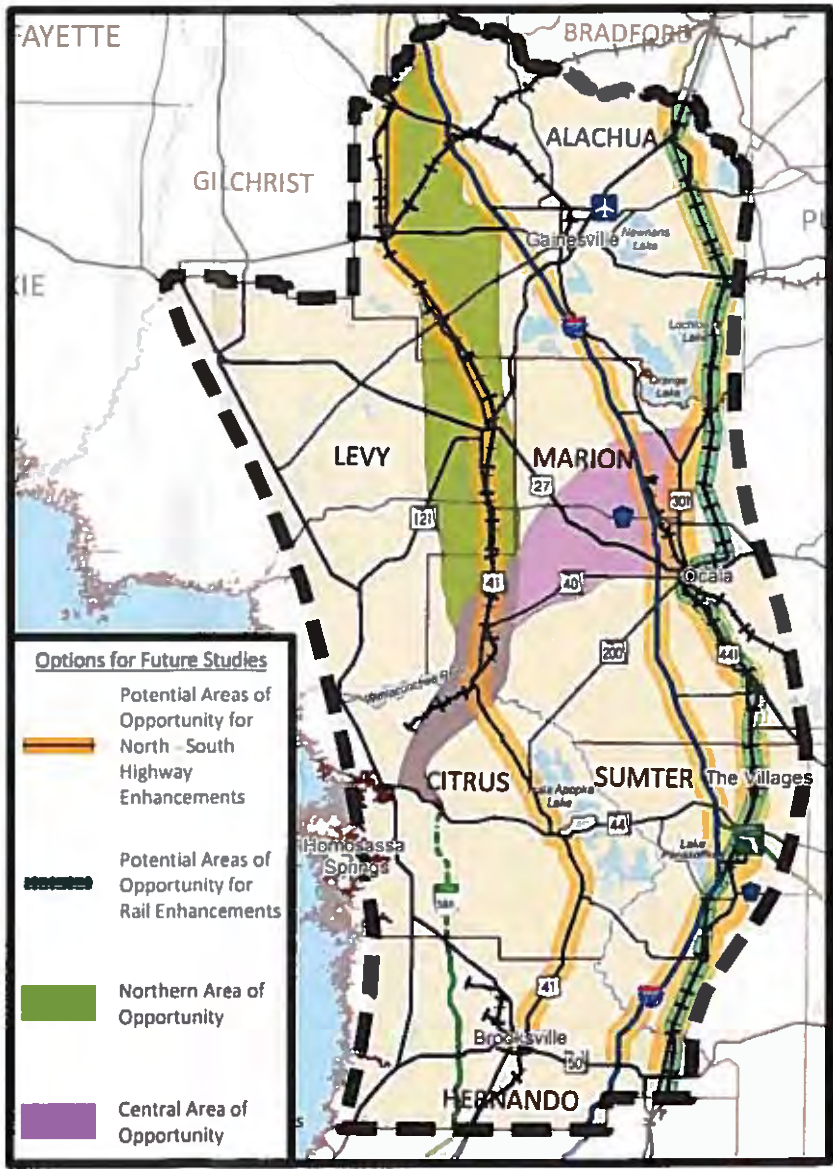 FAYETTE
BRADFORD
ALACHUA
GILCHRIST
PU
Gainesville
Newnans
Lake
XIE
Lochloosa
Lake
Orange
Lake
LEVY
MARION
27
301
121
41
40
Ocala
441
200
Withlacoochee R
CITRUS
SUMTER
The Villages
Lake
44
Lake
Homosassa
Springs
41
Brooksville
50
HERNANDO
Options for Future Studies
Potential Areas of
Opportunity for
North - South
Highway
Enhancements
Potential Areas of
Opportunity for
Rail Enhancements
Northern Area of
Opportunity
Central Area of
Opportunity